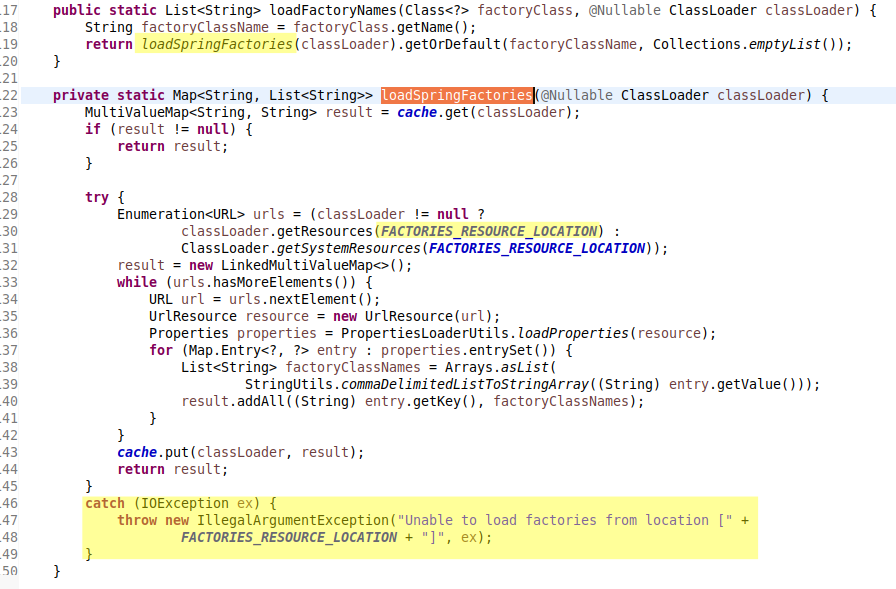 17 public static List<String> loadFactoryNames(Class<?> factoryClass, @Nullable ClassLoader classLoader) {
18 String factoryClassName = factoryClass.getName();
19 return loadSpringFactories(classLoader).getOrDefault(factoryClassName, Collections.emptyList());
20 }
21
22 private static Map<String, List<String>> loadSpringFactories(@Nullable ClassLoader classLoader) {
23 MultiValueMap<String, String> result = cache.get(classLoader);
24 if (result != null) {
25 return result;
26 }
27
28 try {
29 Enumeration<URL> urls = (classLoader != null ?
30 classLoader.getResources(FACTORIES_RESOURCE_LOCATION) :
31 ClassLoader.getSystemResources(FACTORIES_RESOURCE_LOCATION));
32 result = new LinkedMultiValueMap<>();
33 while (urls.hasMoreElements()) {
34 URL url = urls.nextElement();
35 UrlResource resource = new UrlResource(url);
36 Properties properties = PropertiesLoaderUtils.loadProperties(resource);
37 for (Map.Entry<?, ?> entry : properties.entrySet()) {
38 List<String> factoryClassNames = Arrays.asList(
39 StringUtils.commaDelimitedListToStringArray((String) entry.getValue()));
40 result.addAll((String) entry.getKey(), factoryClassNames);
41 }
42 }
43 cache.put(classLoader, result);
44 return result;
45 }
46 catch (IOException ex) {
47 throw new IllegalArgumentException("Unable to load factories from location [" +
48 FACTORIES_RESOURCE_LOCATION + "]", ex);
49 }
50 }